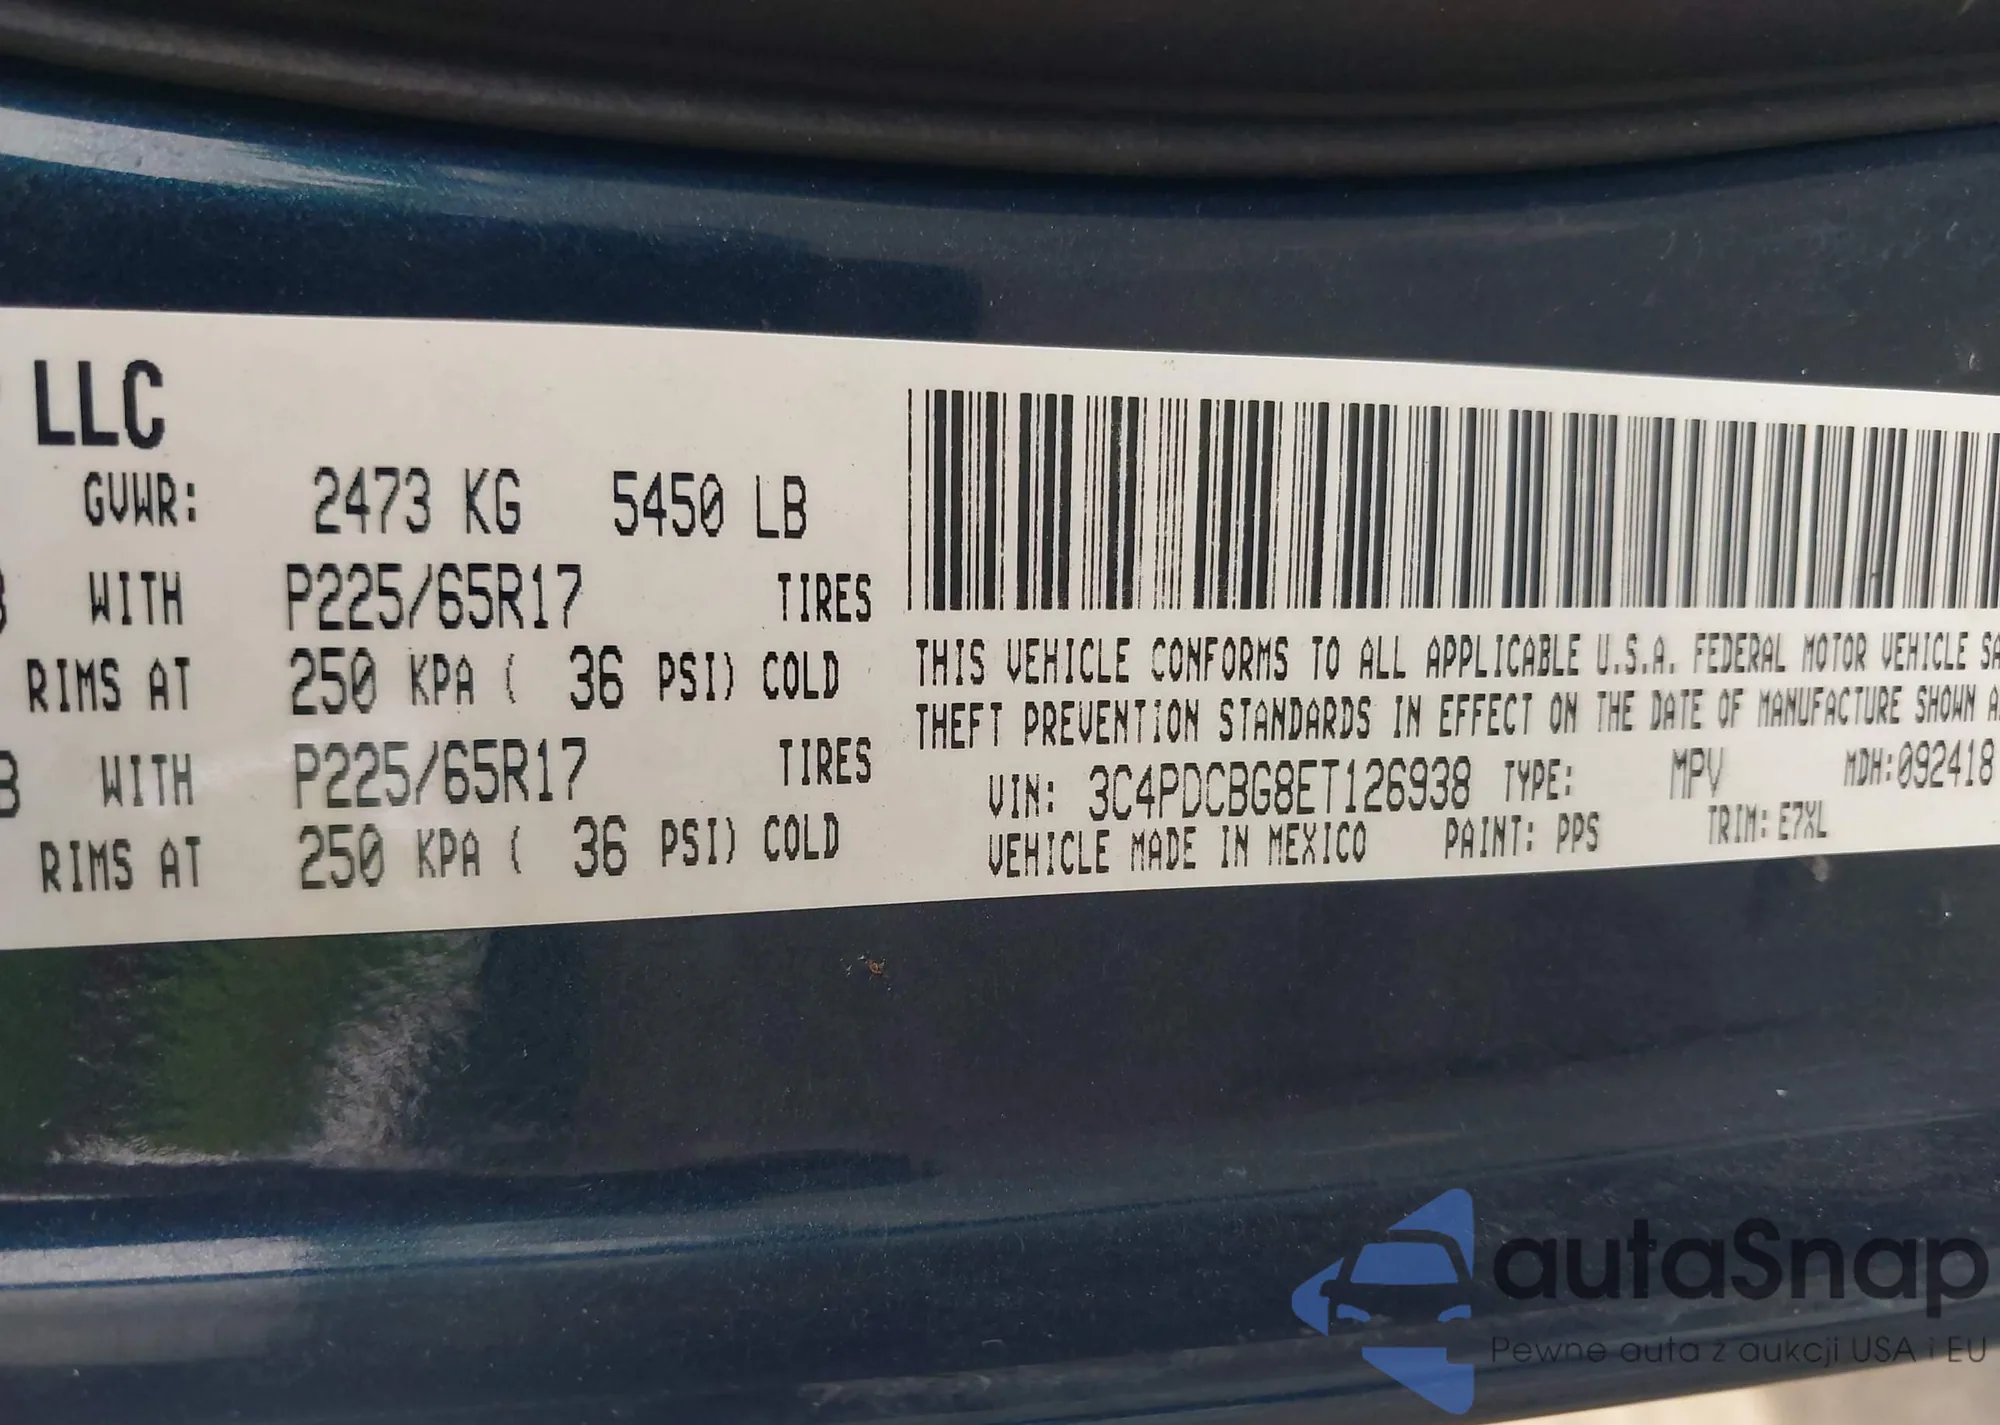 LLC
GVWR: 2473 KG 5450 LB
WITH P225/65R17 TIRES
RIMS AT 250 KPA ( 36 PSI) COLD
B WITH P225/65R17 TIRES
RIMS AT 250 KPA ( 36 PSI) COLD
THIS VEHICLE CONFORMS TO ALL APPLICABLE U.S.A. FEDERAL MOTOR VEHICLE SA
THEFT PREVENTION STANDARDS IN EFFECT ON THE DATE OF MANUFACTURE SHOWN A
VIN: 3C4PDCBG8ET126938 TYPE: MPV MDH:092418
VEHICLE MADE IN MEXICO PAINT: PPS TRIM: E7XL
autaSnap
Pewne auta z aukcji USA i EU